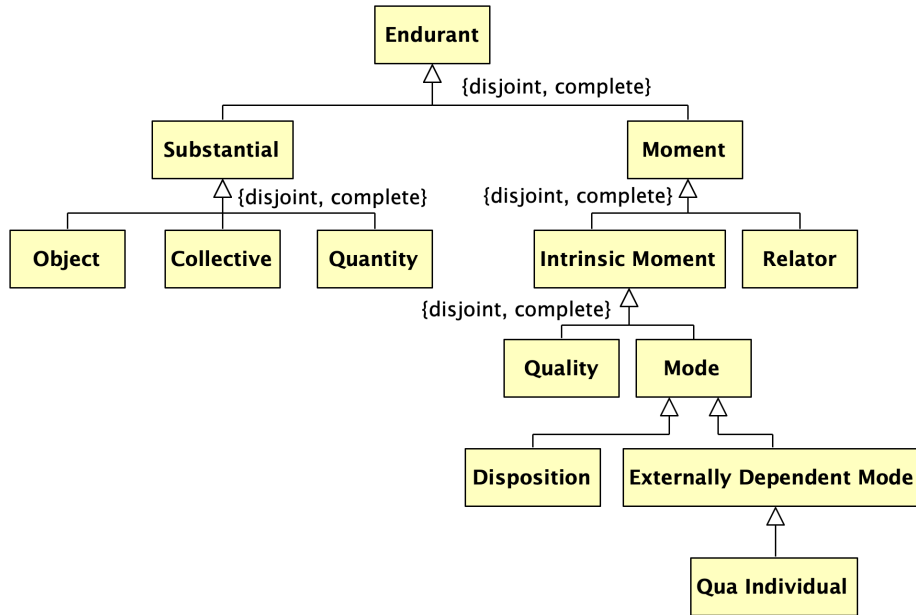 Endurant
{disjoint, complete}
Substantial
Moment
{disjoint, complete}
{disjoint, complete}
Object
Collective
Quantity
Intrinsic Moment
Relator
{disjoint, complete}
Quality
Mode
Disposition
Externally Dependent Mode
Qua Individual